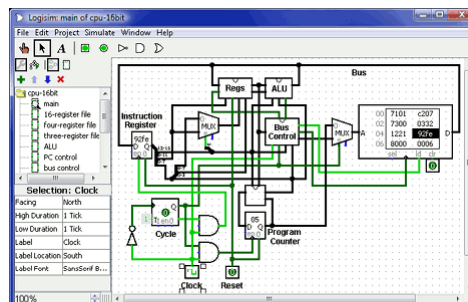 Logisim: main of cpu-16bit
File Edit Project Simulate Window Help
A
cpu-16bit
main
16-register file
four-register file
three-register file
ALU
PC control
bus control
Selection: Clock
Facing North
High Duration 1 Tick
Low Duration 1 Tick
Label Clock
Label Location South
Label Font SansSerif B...
100%
Bus
Regs
ALU
Instruction
Register
92fe
D Q
MUX
Bus
Control
MUX
A
00 7101 c207
02 7300 0332
04 1221 92fe
06 8000 0006
D
sel ld clr
Q
Cycle
05
D Q
Program
Counter
Clock
Reset